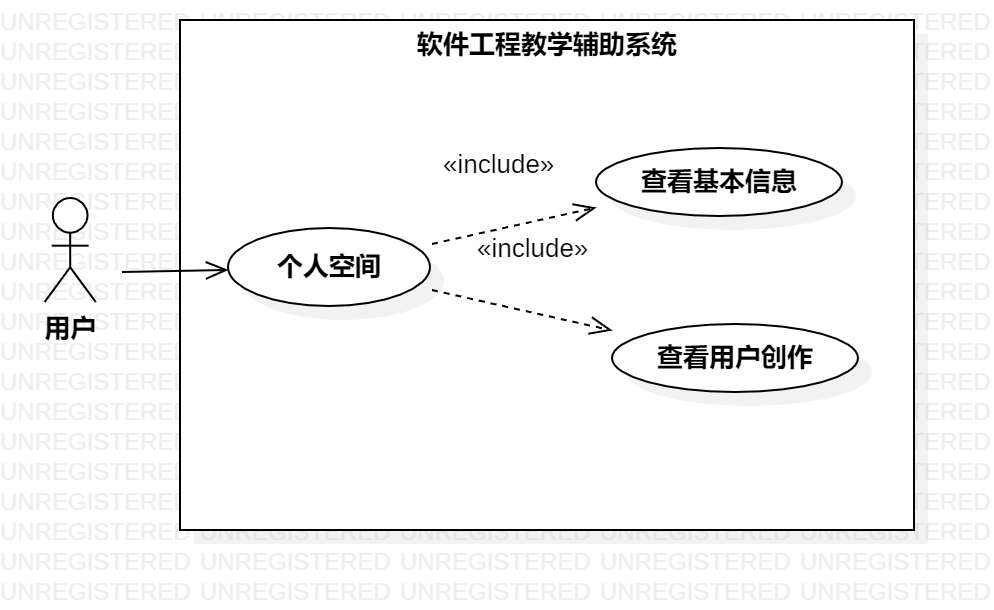 软件工程教学辅助系统
«include»
查看基本信息
«include»
个人空间
用户
查看用户创作
UNREGISTERED UNREGISTERED UNREGISTERED UNREGISTERED UNREGISTERED
UNREGISTERED UNREGISTERED UNREGISTERED UNREGISTERED UNREGISTERED